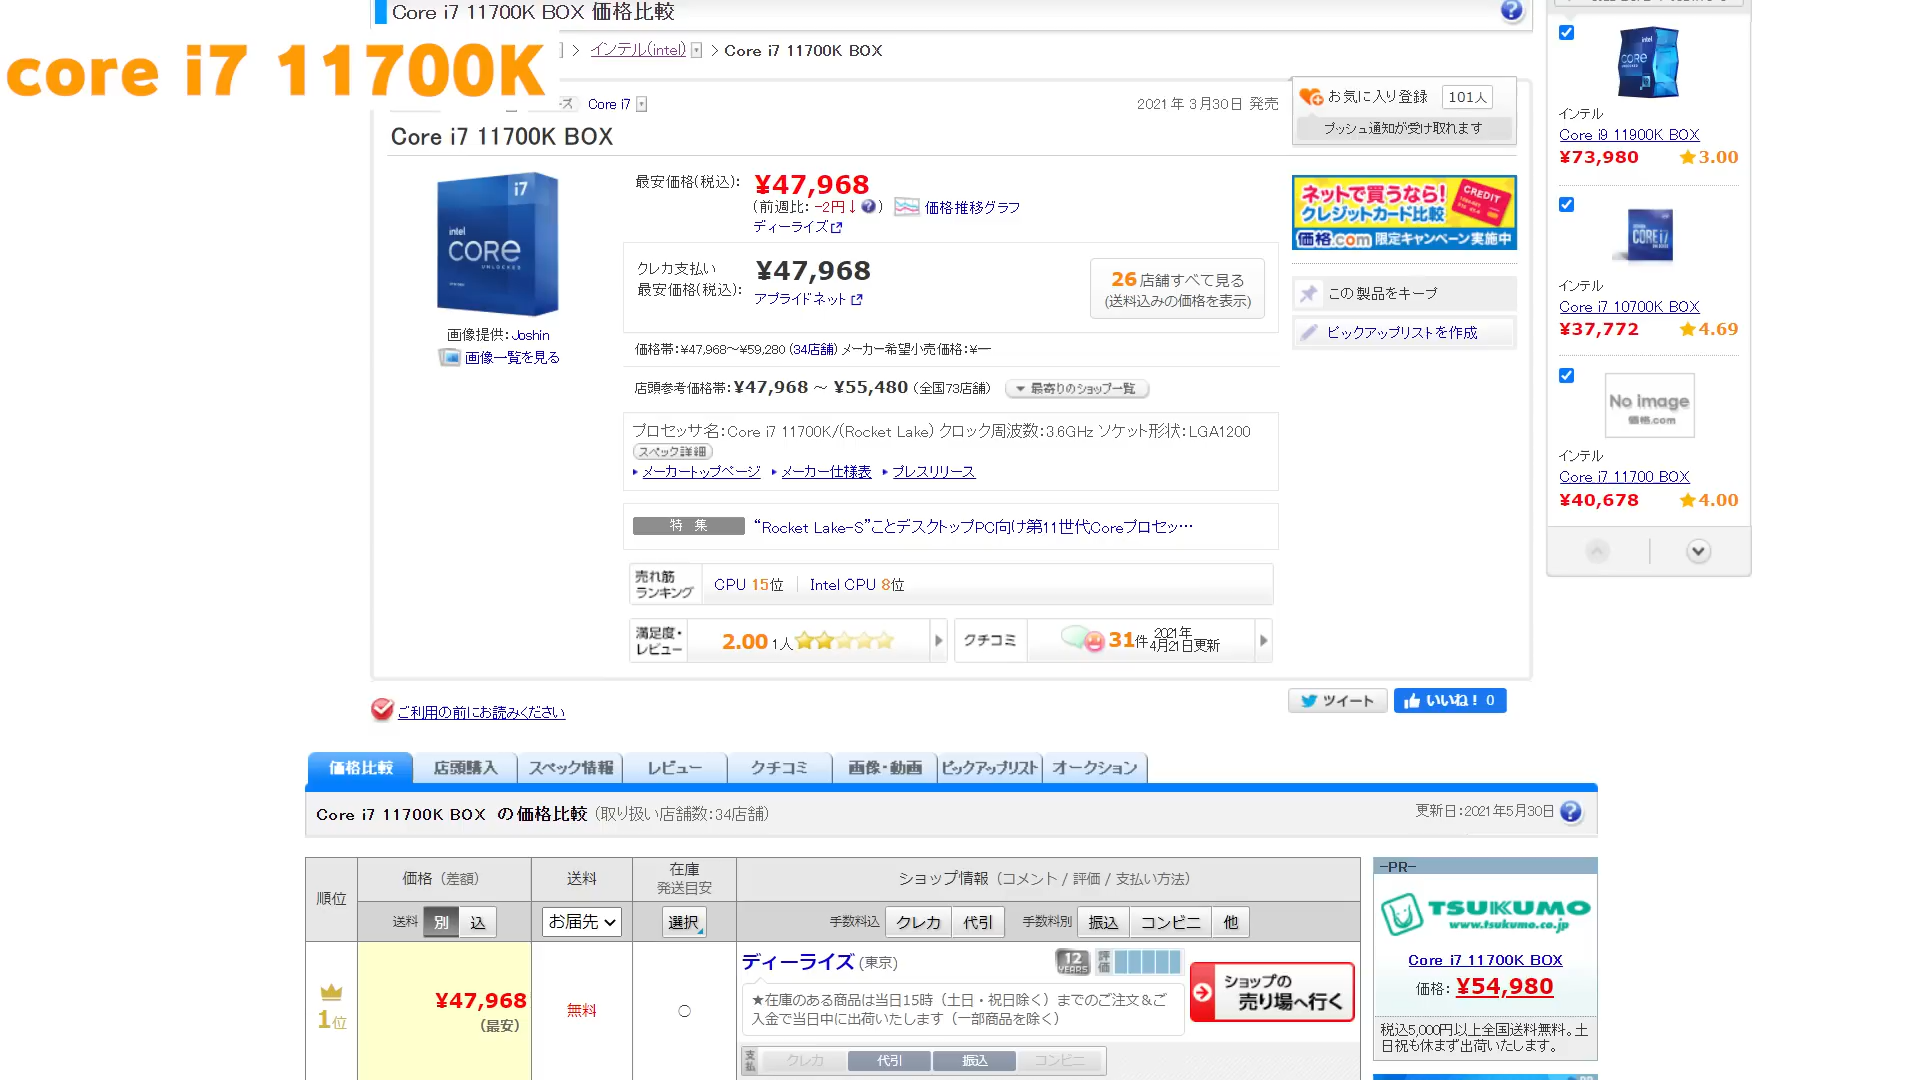 Core i7 11700K BOX 価格比較
core i7 11700K
> インテル(intel) > Core i7 11700K BOX
ーズ Core i7
2021年 3月30日 発売
Core i7 11700K BOX
お気に入り登録 101人
プッシュ通知が受け取れます
i7
intel
CORE
UNLOCKED
画像提供：Joshin
画像一覧を見る
最安価格(税込)： ¥47,968
(前週比：-2円↓ ?) 価格推移グラフ
ディーライズ
クレカ支払い
最安価格(税込)： ¥47,968
アプライドネット
26店舗すべて見る
(送料込みの価格を表示)
価格帯：¥47,968～¥59,280 (34店舗) メーカー希望小売価格：¥―
店頭参考価格帯：¥47,968 ～ ¥55,480 (全国73店舗) 最寄りのショップ一覧
プロセッサ名：Core i7 11700K/(Rocket Lake) クロック周波数：3.6GHz ソケット形状：LGA1200
スペック詳細
メーカートップページ メーカー仕様表 プレスリリース
特 集 “Rocket Lake-S”ことデスクトップPC向け第11世代Coreプロセッ…
売れ筋
ランキング
CPU 15位 Intel CPU 8位
満足度・
レビュー
2.00 1人
クチコミ 31件 2021年
4月21日更新
ネットで買うなら!
クレジットカード比較
CREDIT
価格.com 限定キャンペーン実施中
この製品をキープ
ピックアップリストを作成
intel
CORE
i9
インテル
Core i9 11900K BOX
¥73,980 3.00
CORE i7
インテル
Core i7 10700K BOX
¥37,772 4.69
No image
価格.com
インテル
Core i7 11700 BOX
¥40,678 4.00
ご利用の前にお読みください
ツイート いいね！ 0
価格比較 店頭購入 スペック情報 レビュー クチコミ 画像・動画 ピックアップリスト オークション
Core i7 11700K BOX の価格比較 (取り扱い店舗数：34店舗)
更新日：2021年5月30日 ?
順位 価格（差額） 送料 在庫
発送目安 ショップ情報（コメント / 評価 / 支払い方法）
送料 別 込 お届先 選択 手数料込 クレカ 代引 手数料別 振込 コンビニ 他
1位
¥47,968
(最安)
無料
○
ディーライズ (東京)
12
YEARS
評価
★在庫のある商品は当日15時（土日・祝日除く）までのご注文＆ご
入金で当日中に出荷いたします（一部商品を除く）
支払 クレカ 代引 振込 コンビニ
ショップの
売り場へ行く
-PR-
TSUKUMO
www.tsukumo.co.jp
Core i7 11700K BOX
価格： ¥54,980
税込5,000円以上全国送料無料。土
日祝も休まず出荷いたします。